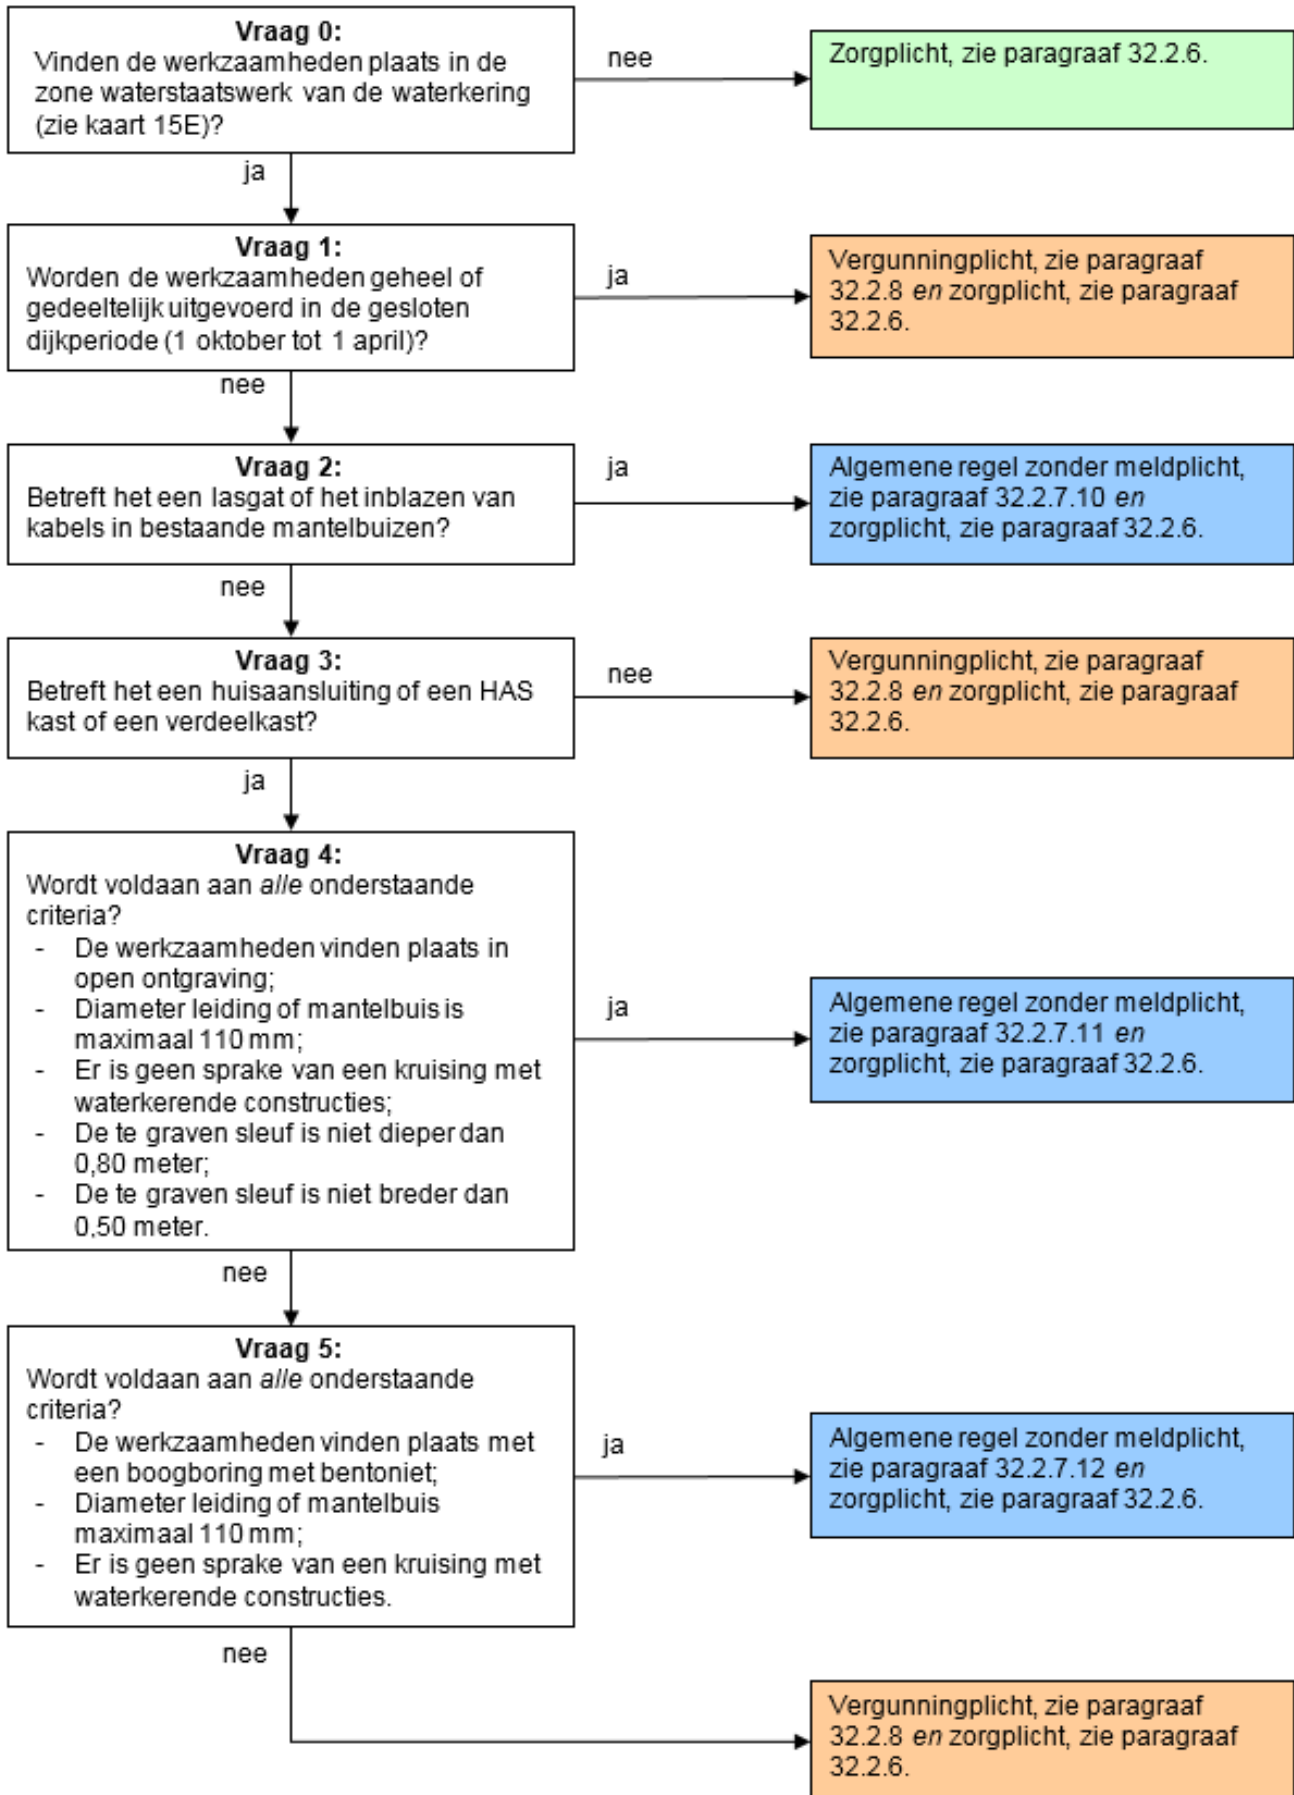 Vraag 0:
Vinden de werkzaamheden plaats in de
zone waterstaatswerk van de waterkering
(zie kaart 15E)?
nee
Zorgplicht, zie paragraaf 32.2.6.
ja
Vraag 1:
Worden de werkzaamheden geheel of
gedeeltelijk uitgevoerd in de gesloten
dijkperiode (1 oktober tot 1 april)?
ja
Vergunningplicht, zie paragraaf
32.2.8 en zorgplicht, zie paragraaf
32.2.6.
nee
Vraag 2:
Betreft het een lasgat of het inblazen van
kabels in bestaande mantelbuizen?
ja
Algemene regel zonder meldplicht,
zie paragraaf 32.2.7.10 en
zorgplicht, zie paragraaf 32.2.6.
nee
Vraag 3:
Betreft het een huisaansluiting of een HAS
kast of een verdeelkast?
nee
Vergunningplicht, zie paragraaf
32.2.8 en zorgplicht, zie paragraaf
32.2.6.
ja
Vraag 4:
Wordt voldaan aan alle onderstaande
criteria?
- De werkzaamheden vinden plaats in
open ontgraving;
- Diameter leiding of mantelbuis is
maximaal 110 mm;
- Er is geen sprake van een kruising met
waterkerende constructies;
- De te graven sleuf is niet dieper dan
0,80 meter;
- De te graven sleuf is niet breder dan
0,50 meter.
ja
Algemene regel zonder meldplicht,
zie paragraaf 32.2.7.11 en
zorgplicht, zie paragraaf 32.2.6.
nee
Vraag 5:
Wordt voldaan aan alle onderstaande
criteria?
- De werkzaamheden vinden plaats met
een boogboring met bentoniet;
- Diameter leiding of mantelbuis
maximaal 110 mm;
- Er is geen sprake van een kruising met
waterkerende constructies.
ja
Algemene regel zonder meldplicht,
zie paragraaf 32.2.7.12 en
zorgplicht, zie paragraaf 32.2.6.
nee
Vergunningplicht, zie paragraaf
32.2.8 en zorgplicht, zie paragraaf
32.2.6.